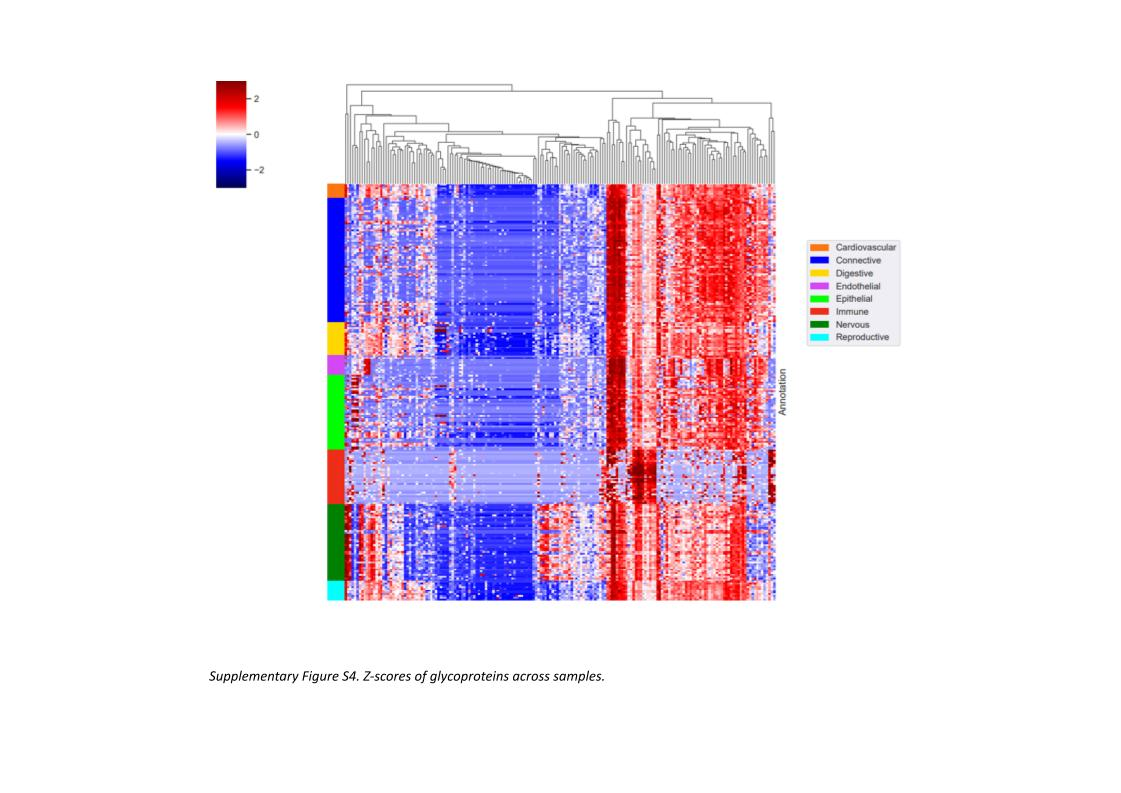 2
0
−2
Cardiovascular
Connective
Digestive
Endothelial
Epithelial
Immune
Nervous
Reproductive
Annotation
Supplementary Figure S4. Z-scores of glycoproteins across samples.